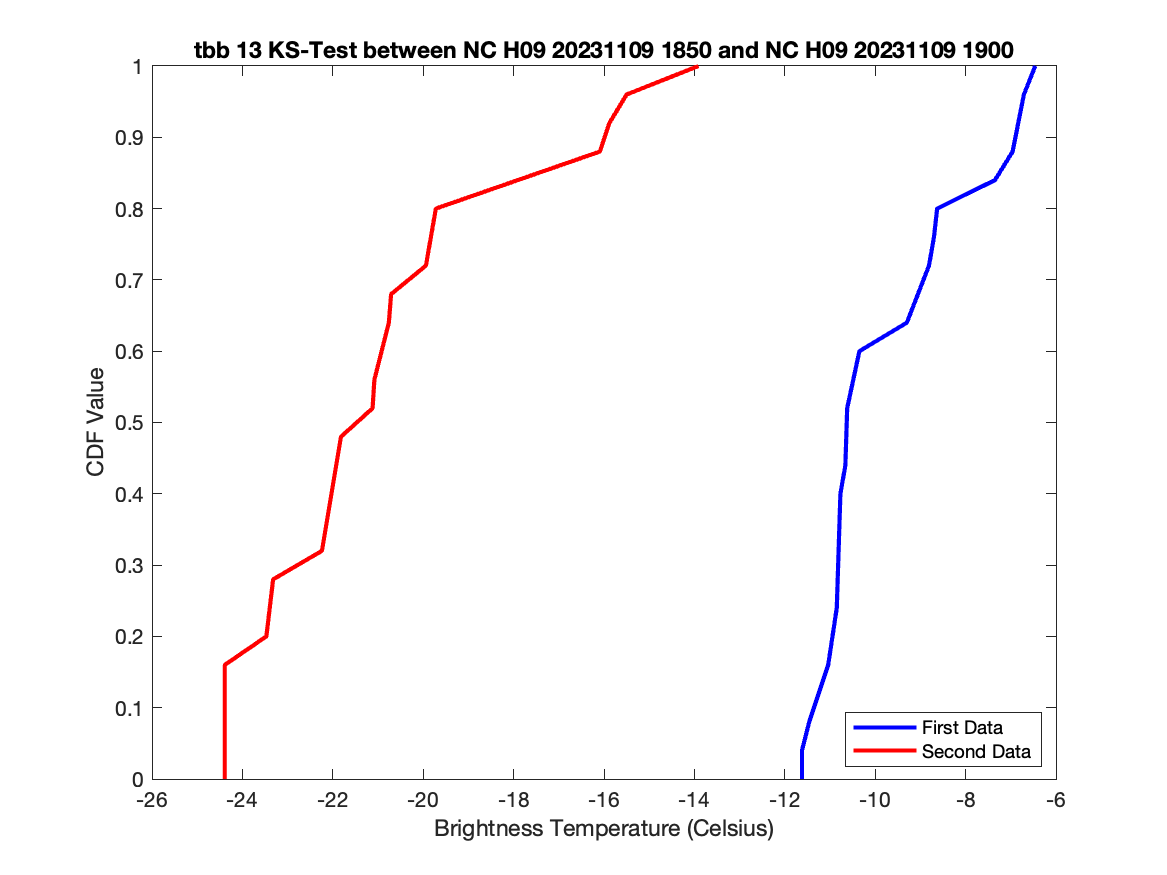 tbb 13 KS-Test between NC H09 20231109 1850 and NC H09 20231109 1900
1
0.9
0.8
0.7
0.6
0.5
0.4
0.3
0.2
0.1
0
CDF Value
First Data
Second Data
-26 -24 -22 -20 -18 -16 -14 -12 -10 -8 -6
Brightness Temperature (Celsius)